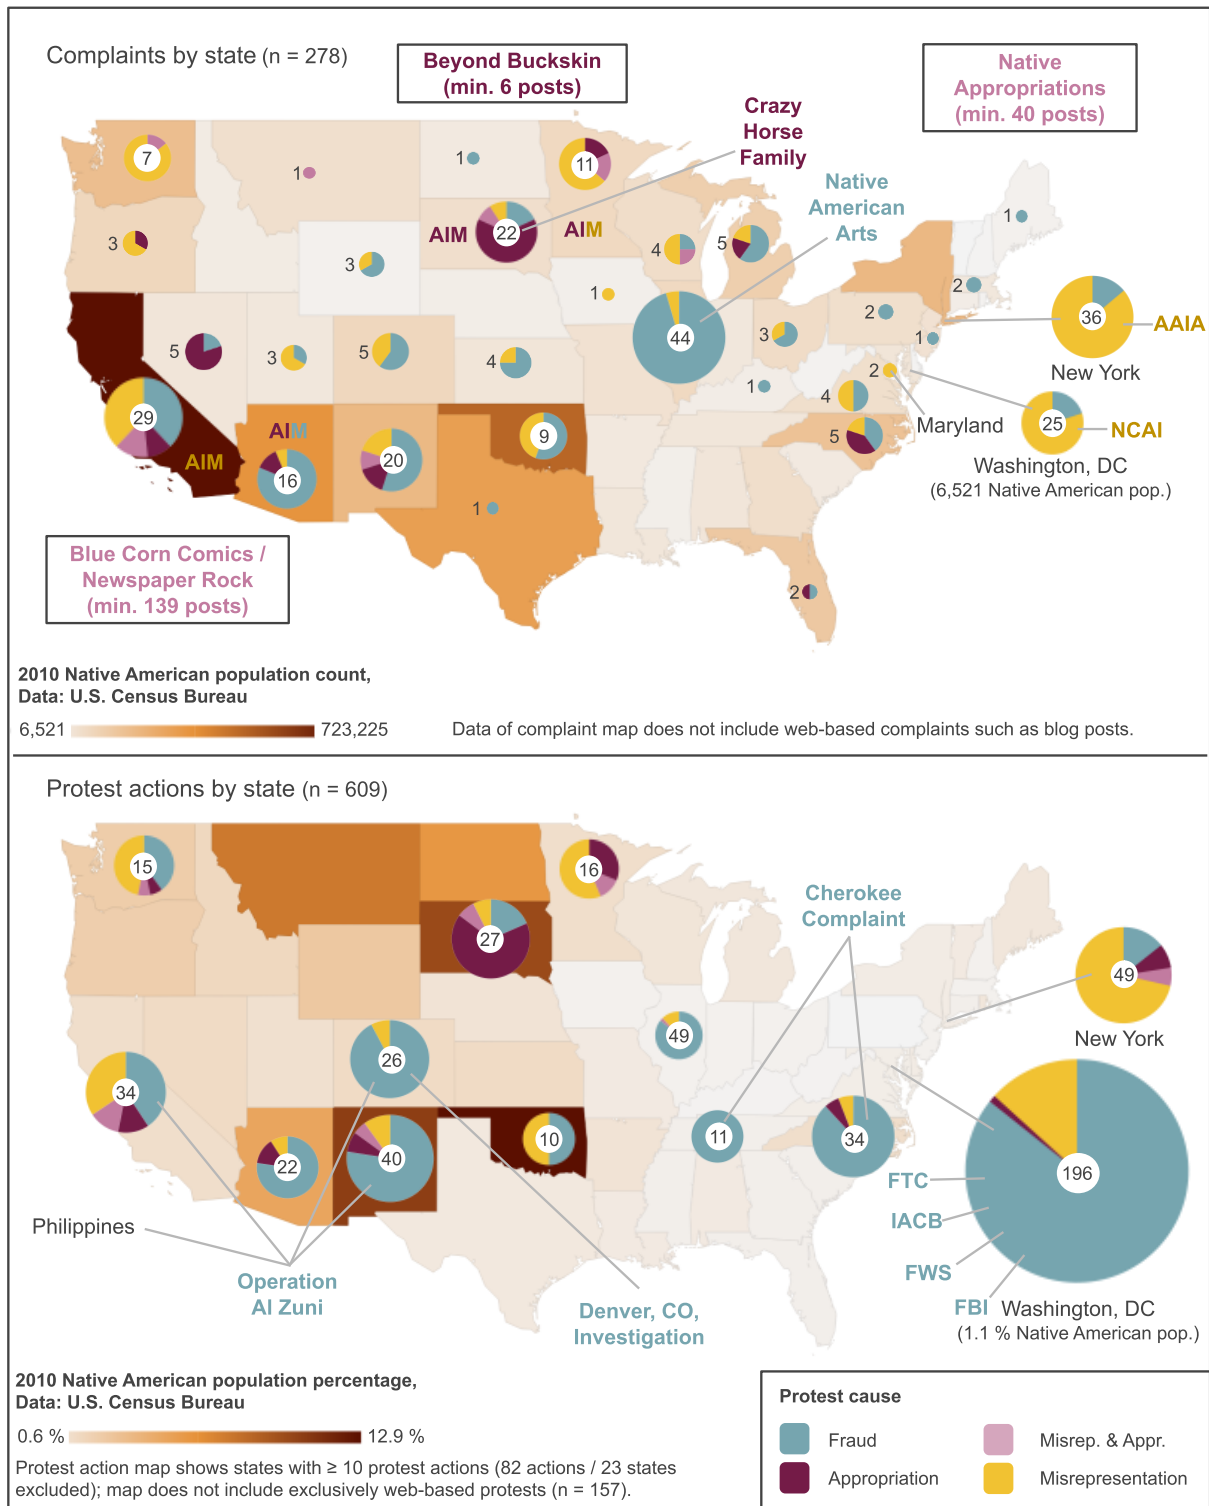 Complaints by state (n = 278)
Beyond Buckskin
(min. 6 posts)
Native
Appropriations
(min. 40 posts)
Crazy
Horse
Family
Native
American
Arts
7
1
1
11
3
AIM
22
AIM
4
5
1
3
1
2
2
1
36
AAIA
New York
5
3
5
4
44
3
1
2
4
Maryland
25
NCAI
Washington, DC
(6,521 Native American pop.)
29
AIM
AIM
16
20
9
5
1
2
Blue Corn Comics /
Newspaper Rock
(min. 139 posts)
2010 Native American population count,
Data: U.S. Census Bureau
6,521
723,225
Data of complaint map does not include web-based complaints such as blog posts.
Protest actions by state (n = 609)
15
16
27
Cherokee
Complaint
49
New York
49
26
34
11
34
10
22
40
196
FTC
IACB
FWS
FBI
Washington, DC
(1.1 % Native American pop.)
Philippines
Operation
Al Zuni
Denver, CO,
Investigation
2010 Native American population percentage,
Data: U.S. Census Bureau
0.6 %
12.9 %
Protest action map shows states with ≥ 10 protest actions (82 actions / 23 states
excluded); map does not include exclusively web-based protests (n = 157).
Protest cause
Fraud
Misrep. & Appr.
Appropriation
Misrepresentation